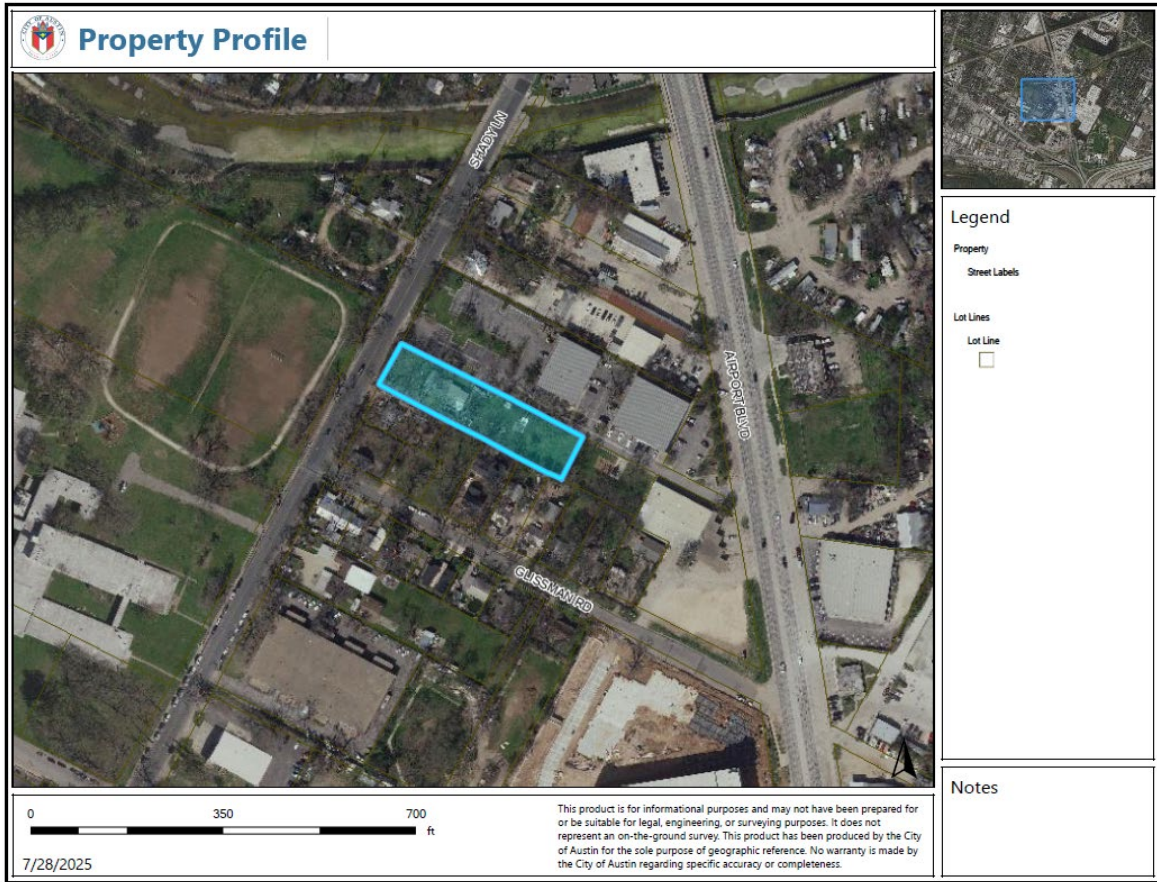 Property Profile
SHADY LN
AIRPORT BLVD
GLISSMAN RD
Legend
Property
Street Labels
Lot Lines
Lot Line
Notes
0 350 700
ft
7/28/2025
This product is for informational purposes and may not have been prepared for
or be suitable for legal, engineering, or surveying purposes. It does not
represent an on-the-ground survey. This product has been produced by the City
of Austin for the sole purpose of geographic reference. No warranty is made by
the City of Austin regarding specific accuracy or completeness.